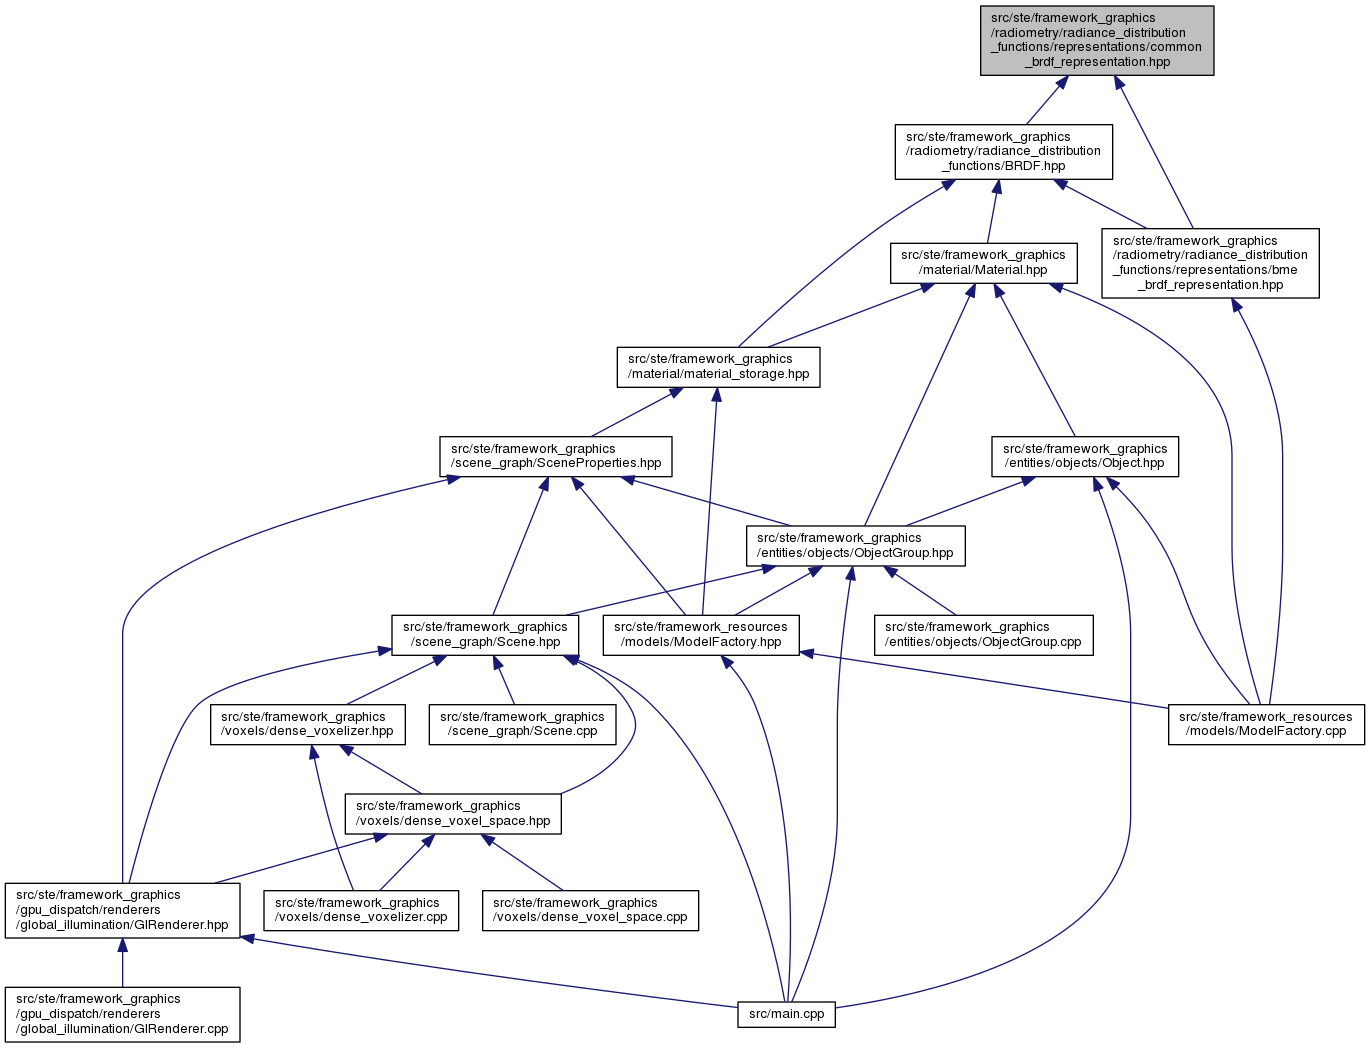 src/ste/framework_graphics
/radiometry/radiance_distribution
_functions/representations/common
_brdf_representation.hpp
src/ste/framework_graphics
/radiometry/radiance_distribution
_functions/BRDF.hpp
src/ste/framework_graphics
/material/Material.hpp
src/ste/framework_graphics
/radiometry/radiance_distribution
_functions/representations/bme
_brdf_representation.hpp
src/ste/framework_graphics
/material/material_storage.hpp
src/ste/framework_graphics
/scene_graph/SceneProperties.hpp
src/ste/framework_graphics
/entities/objects/Object.hpp
src/ste/framework_graphics
/entities/objects/ObjectGroup.hpp
src/ste/framework_graphics
/scene_graph/Scene.hpp
src/ste/framework_resources
/models/ModelFactory.hpp
src/ste/framework_graphics
/entities/objects/ObjectGroup.cpp
src/ste/framework_graphics
/voxels/dense_voxelizer.hpp
src/ste/framework_graphics
/scene_graph/Scene.cpp
src/ste/framework_resources
/models/ModelFactory.cpp
src/ste/framework_graphics
/voxels/dense_voxel_space.hpp
src/ste/framework_graphics
/gpu_dispatch/renderers
/global_illumination/GIRenderer.hpp
src/ste/framework_graphics
/voxels/dense_voxelizer.cpp
src/ste/framework_graphics
/voxels/dense_voxel_space.cpp
src/ste/framework_graphics
/gpu_dispatch/renderers
/global_illumination/GIRenderer.cpp
src/main.cpp